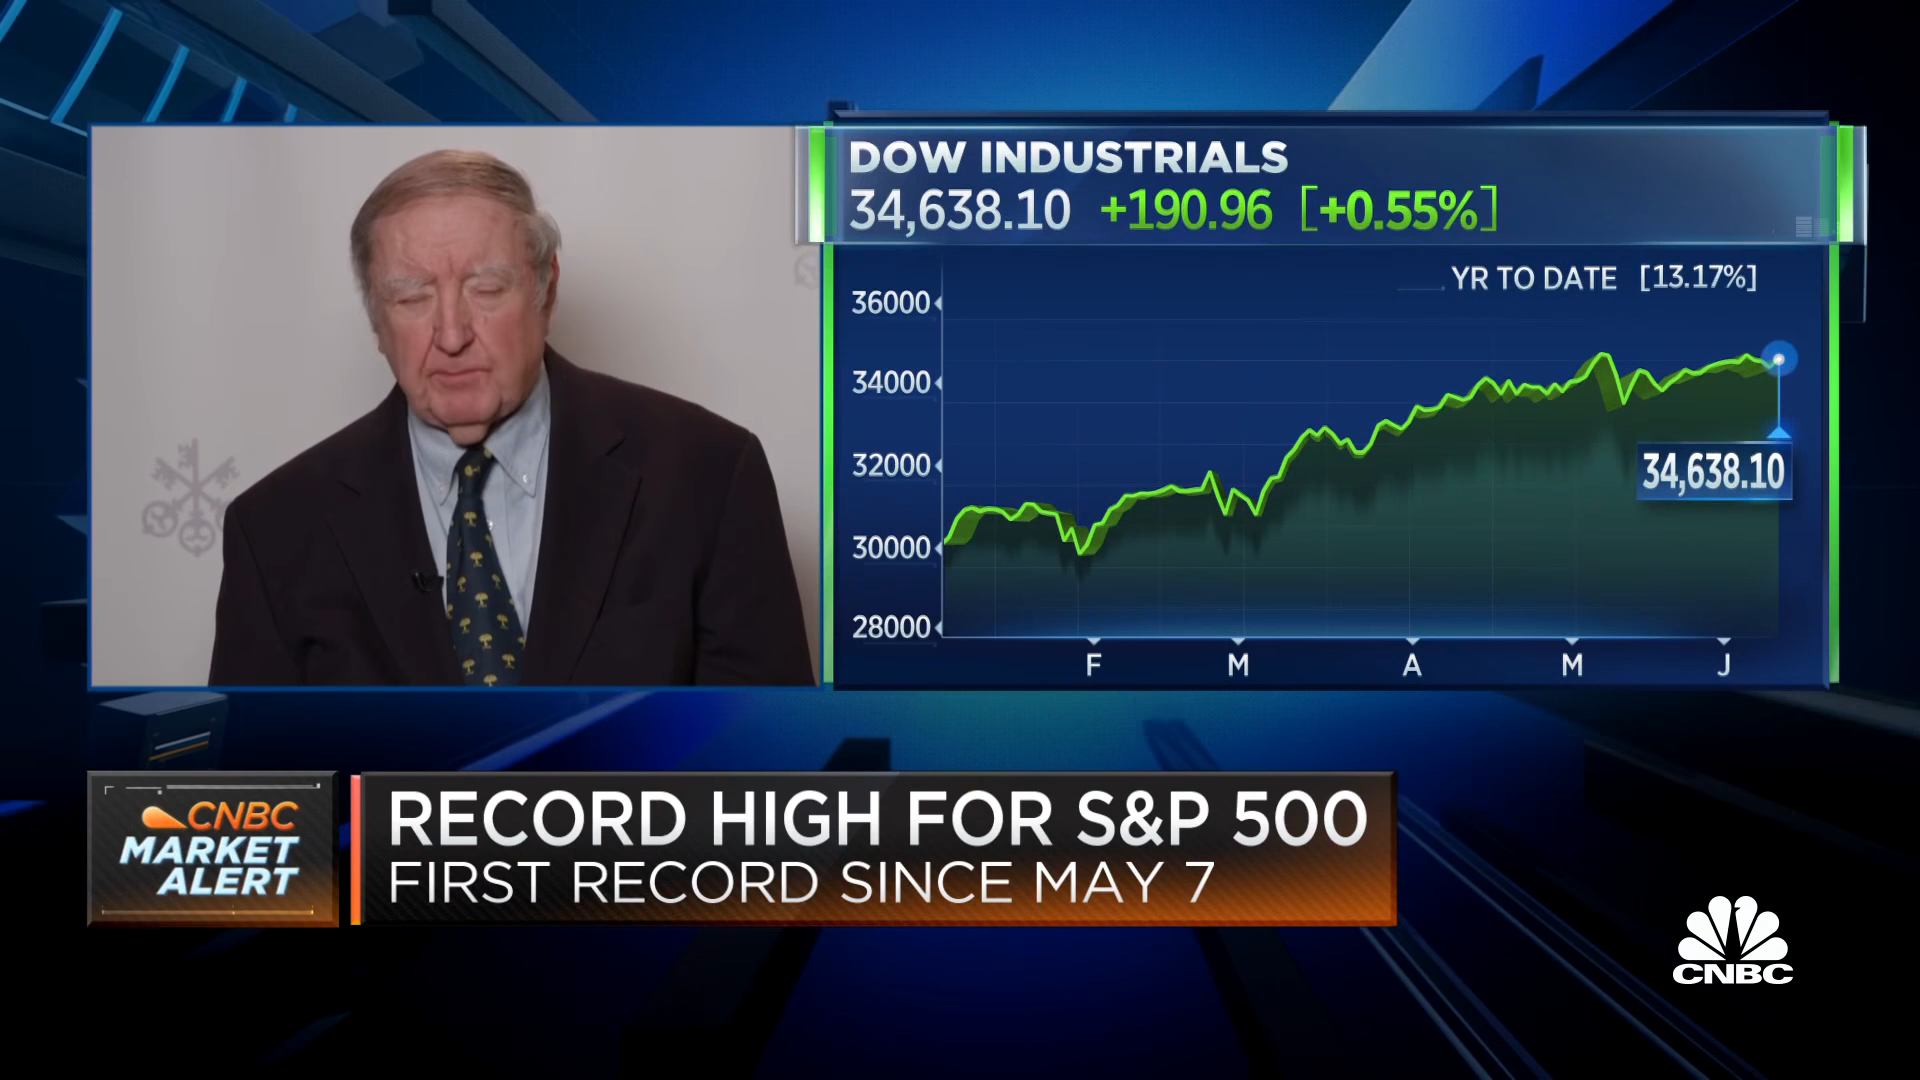 DOW INDUSTRIALS
34,638.10 +190.96 [+0.55%]
YR TO DATE [13.17%]
36000
34000
32000
30000
28000
34,638.10
F M A M J
CNBC
MARKET
ALERT
RECORD HIGH FOR S&P 500
FIRST RECORD SINCE MAY 7
CNBC